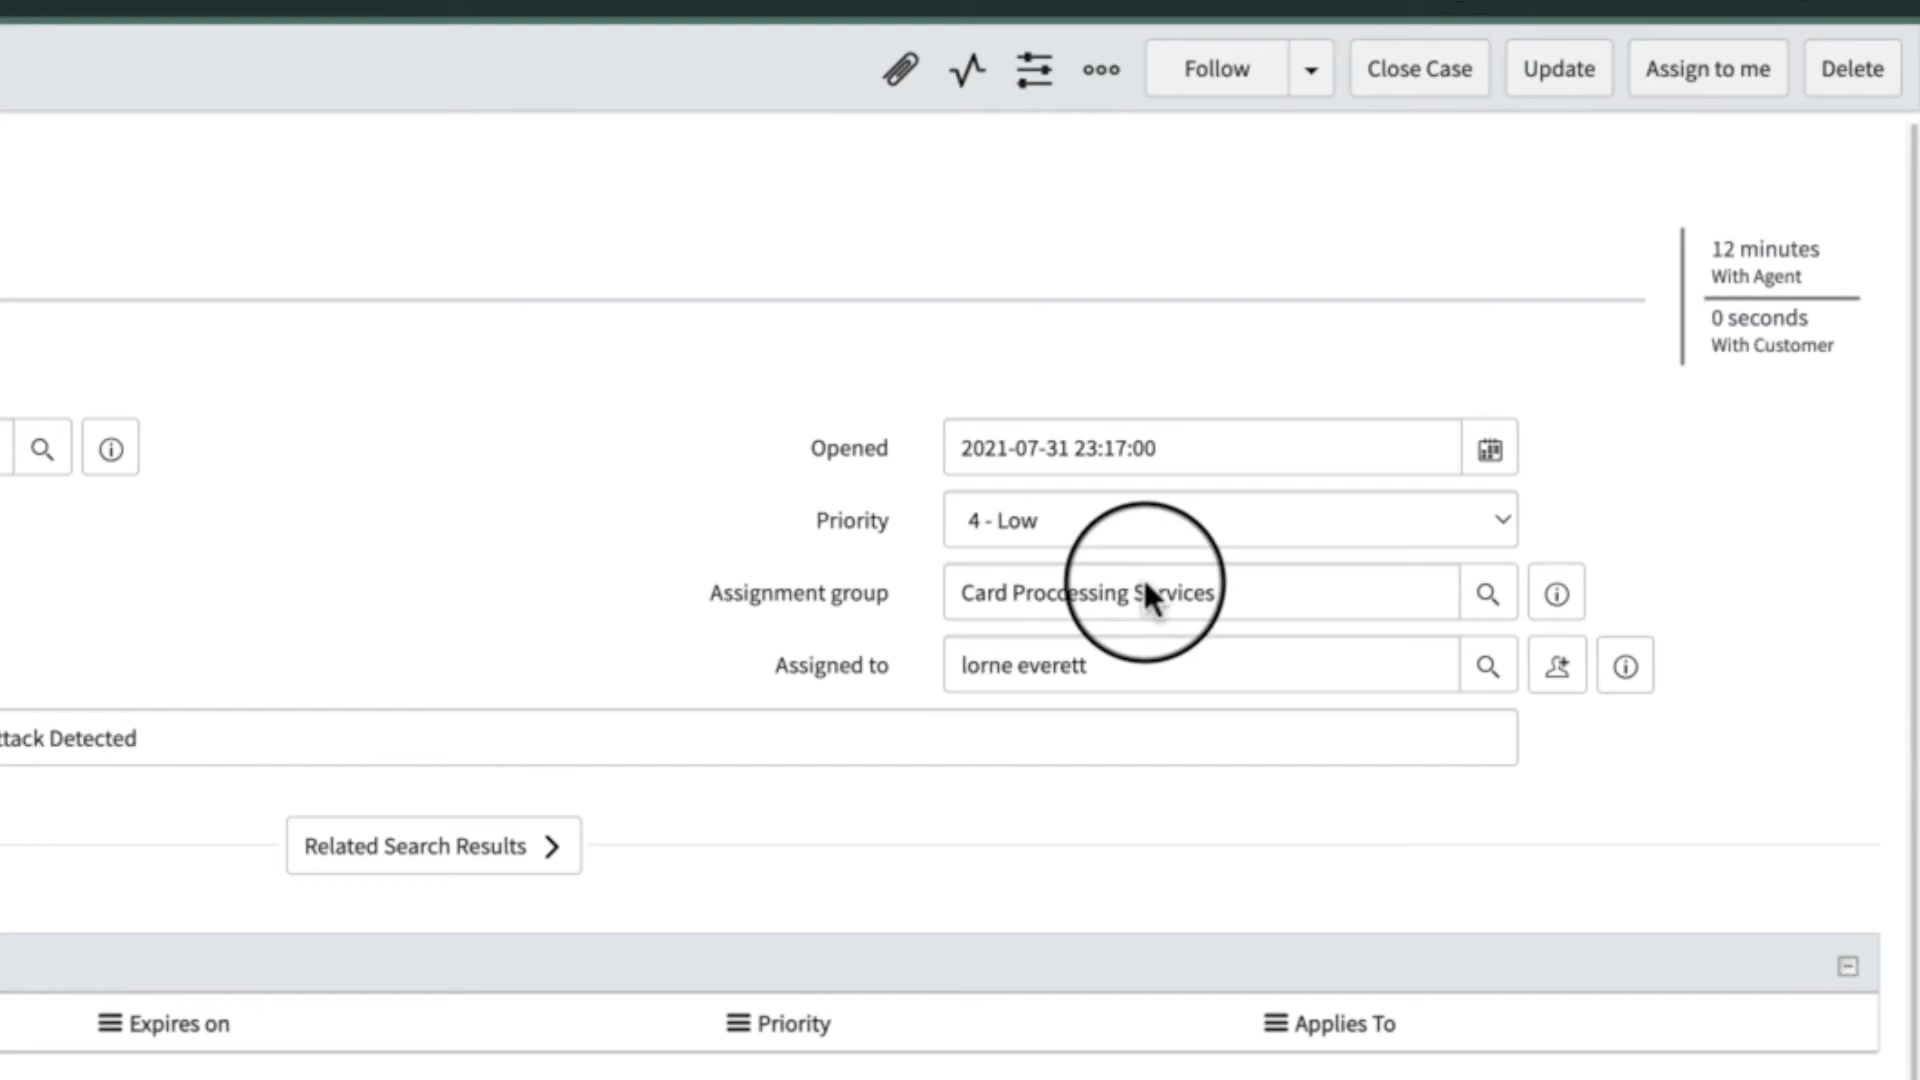 Follow Close Case Update Assign to me Delete
12 minutes
With Agent
0 seconds
With Customer
Opened 2021-07-31 23:17:00
Priority 4 - Low
Assignment group Card Proccessing Services
Assigned to lorne everett
ttack Detected
Related Search Results
Expires on Priority Applies To